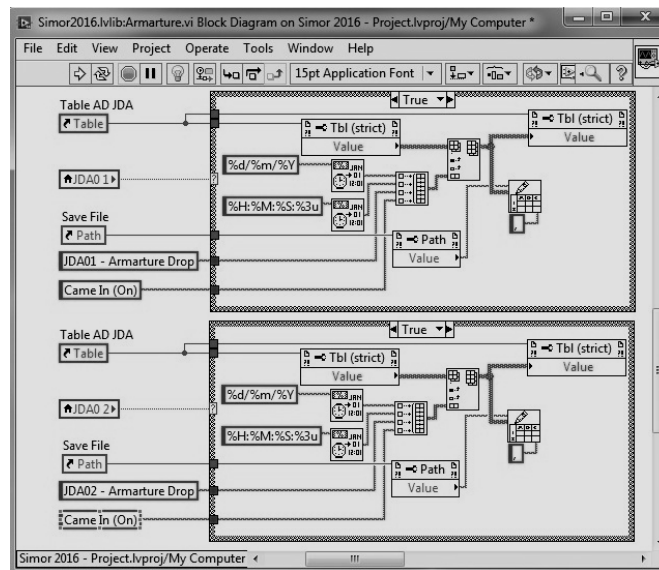 Simor2016.lvlib:Armarture.vi Block Diagram on Simor 2016 - Project.lvproj/My Computer *
File Edit View Project Operate Tools Window Help
15pt Application Font
Table AD JDA
Table
True
Tbl (strict)
Value
Tbl (strict)
Value
%d/%m/%Y
JDA0 1
%H:%M:%S:%3u
Save File
Path
Path
Value
JDA01 - Armarture Drop
Came In (On)
Table AD JDA
Table
True
Tbl (strict)
Value
Tbl (strict)
Value
%d/%m/%Y
JDA0 2
%H:%M:%S:%3u
Save File
Path
Path
Value
JDA02 - Armarture Drop
Came In (On)
Simor 2016 - Project.lvproj/My Computer